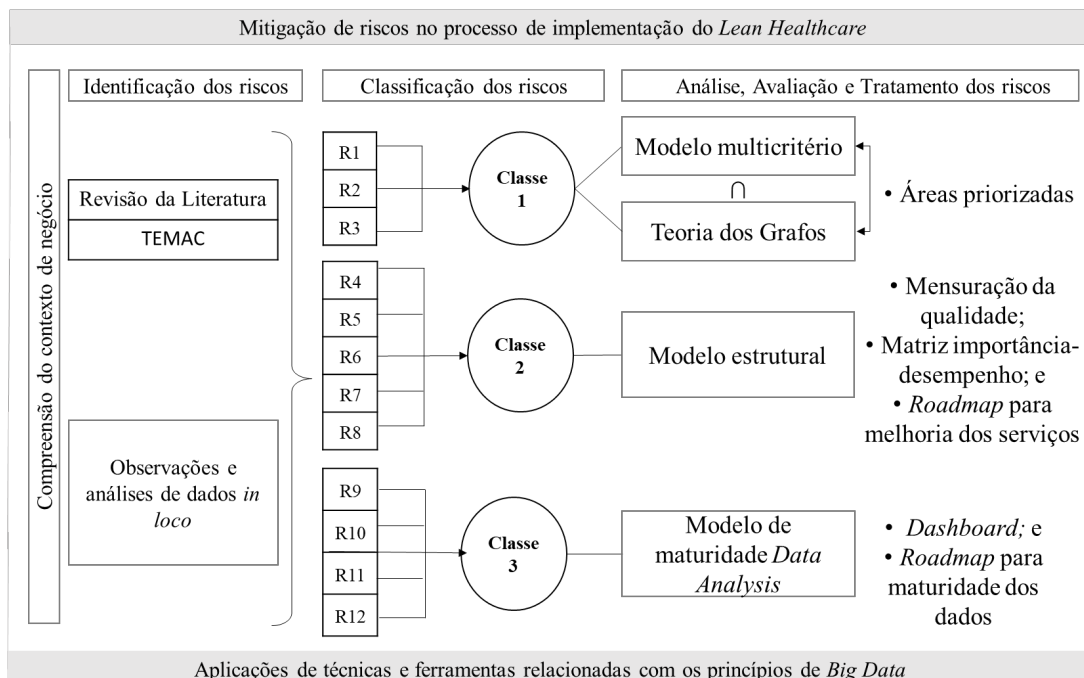 Mitigação de riscos no processo de implementação do Lean Healthcare
Compreensão do contexto de negócio
Identificação dos riscos
Classificação dos riscos
Análise, Avaliação e Tratamento dos riscos
Revisão da Literatura
TEMAC
Observações e
análises de dados in
loco
R1
R2
R3
Classe
1
Modelo multicritério
∩
Teoria dos Grafos
• Áreas priorizadas
R4
R5
R6
R7
R8
Classe
2
Modelo estrutural
• Mensuração da
qualidade;
• Matriz importância-
desempenho; e
• Roadmap para
melhoria dos serviços
R9
R10
R11
R12
Classe
3
Modelo de
maturidade Data
Analysis
• Dashboard; e
• Roadmap para
maturidade dos
dados
Aplicações de técnicas e ferramentas relacionadas com os princípios de Big Data